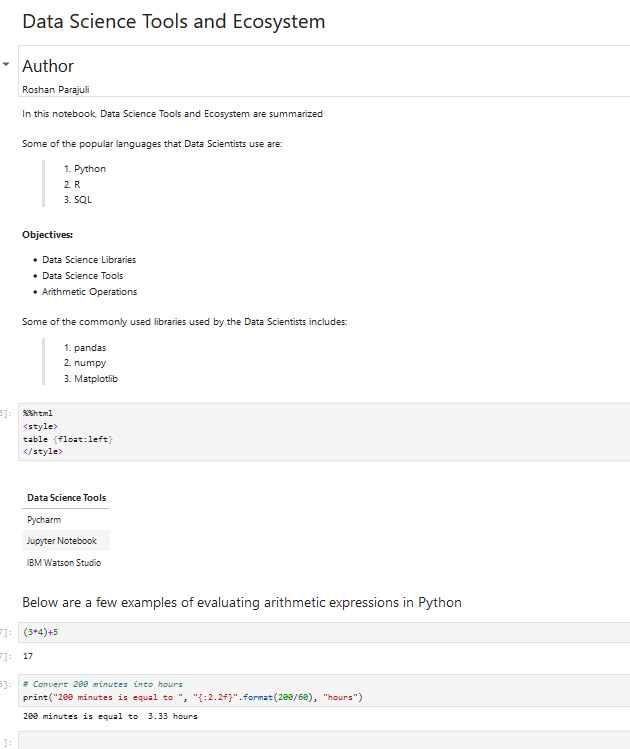 Data Science Tools and Ecosystem
Author
Roshan Parajuli
In this notebook, Data Science Tools and Ecosystem are summarized
Some of the popular languages that Data Scientists use are:
1. Python
2. R
3. SQL
Objectives:
• Data Science Libraries
• Data Science Tools
• Arithmetic Operations
Some of the commonly used libraries used by the Data Scientists includes:
1. pandas
2. numpy
3. Matplotlib
%%html
<style>
table {float:left}
</style>
Data Science Tools
Pycharm
Jupyter Notebook
IBM Watson Studio
Below are a few examples of evaluating arithmetic expressions in Python
(3*4)+5
17
# Convert 200 minutes into hours
print("200 minutes is equal to ", "{:2.2f}".format(200/60), "hours")
200 minutes is equal to  3.33 hours
]: